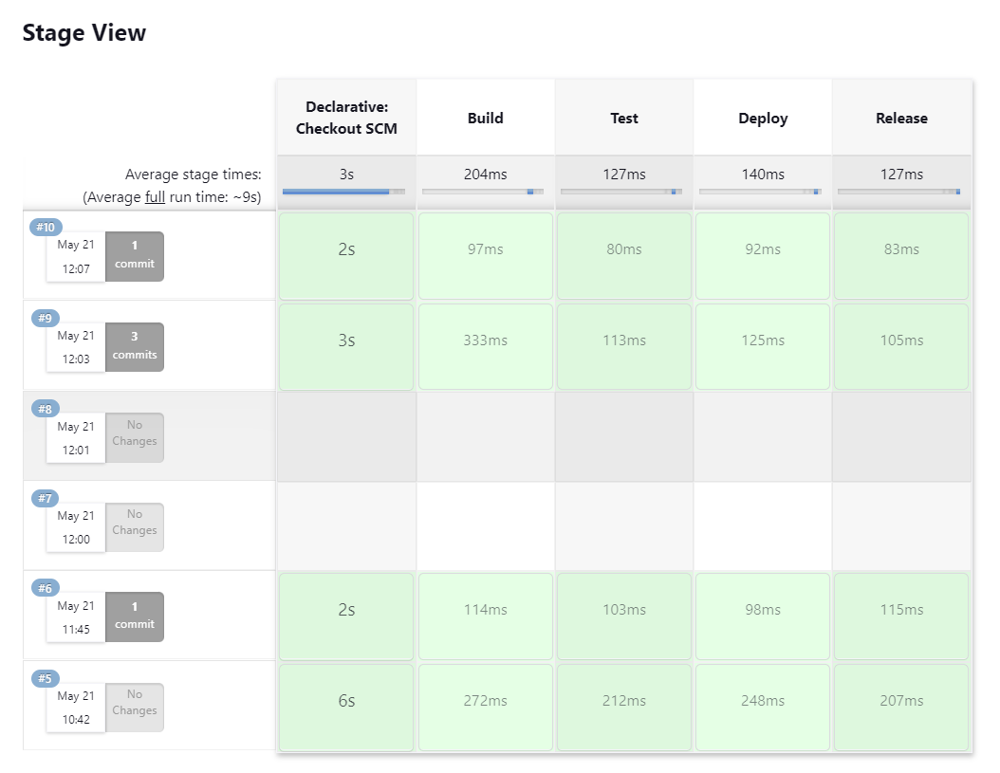 Stage View
Declarative: Checkout SCM Build Test Deploy Release
Average stage times: 3s 204ms 127ms 140ms 127ms
(Average full run time: ~9s)
#10
May 21 12:07 1 commit 2s 97ms 80ms 92ms 83ms
#9
May 21 12:03 3 commits 3s 333ms 113ms 125ms 105ms
#8
May 21 12:01 No Changes
#7
May 21 12:00 No Changes
#6
May 21 11:45 1 commit 2s 114ms 103ms 98ms 115ms
#5
May 21 10:42 No Changes 6s 272ms 212ms 248ms 207ms